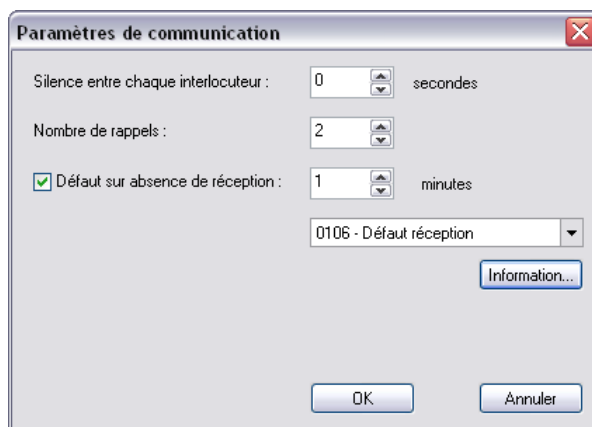 Paramètres de communication
Silence entre chaque interlocuteur : 0 secondes
Nombre de rappels : 2
Défaut sur absence de réception : 1 minutes
0106 - Défaut réception
Information...
OK Annuler